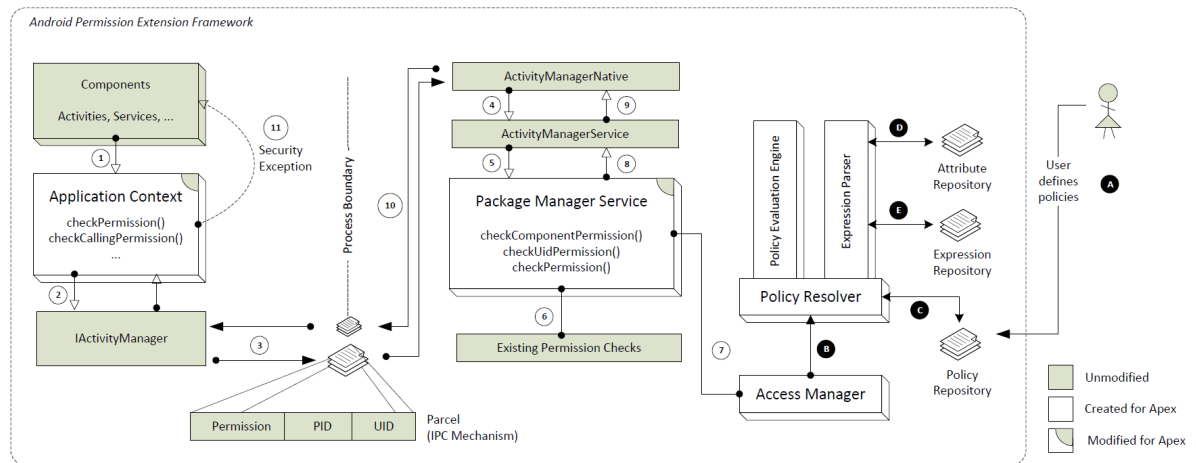 Android Permission Extension Framework
Components
Activities, Services, ...
1
11
Security
Exception
Application Context
checkPermission()
checkCallingPermission()
...
2
IActivityManager
3
Process Boundary
10
Permission
PID
UID
Parcel
(IPC Mechanism)
ActivityManagerNative
4
9
ActivityManagerService
5
8
Package Manager Service
checkComponentPermission()
checkUidPermission()
checkPermission()
6
Existing Permission Checks
7
Policy Evaluation Engine
Expression Parser
D
Attribute
Repository
E
Expression
Repository
Policy Resolver
C
B
Policy
Repository
Access Manager
User
defines
policies
A
Unmodified
Created for Apex
Modified for Apex